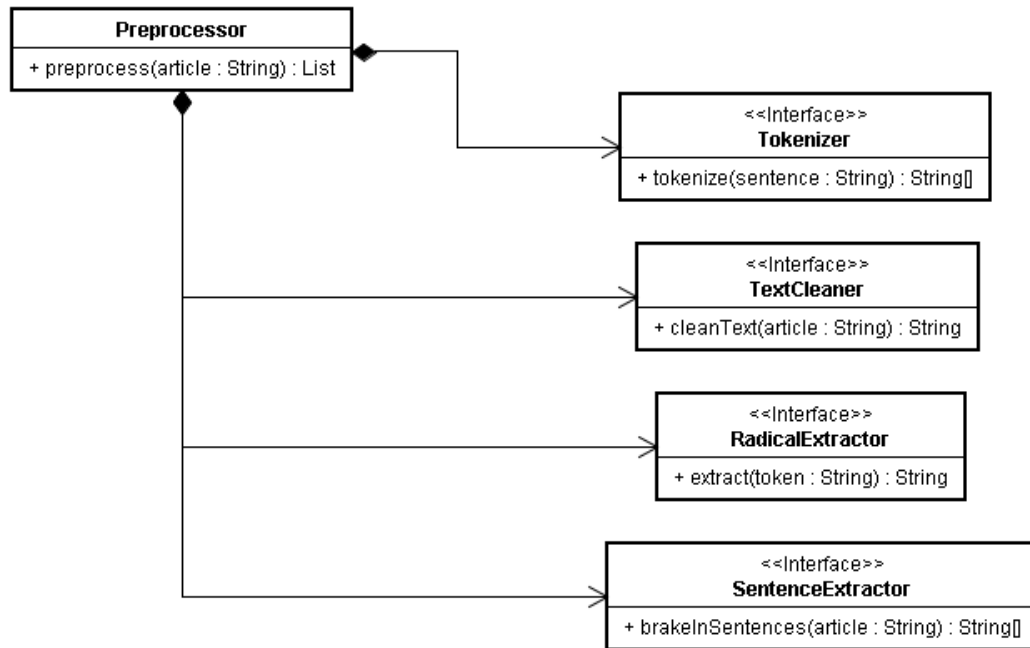 Preprocessor
+ preprocess(article : String) : List
<<Interface>>
Tokenizer
+ tokenize(sentence : String) : String[]
<<Interface>>
TextCleaner
+ cleanText(article : String) : String
<<Interface>>
RadicalExtractor
+ extract(token : String) : String
<<Interface>>
SentenceExtractor
+ brakeInSentences(article : String) : String[]